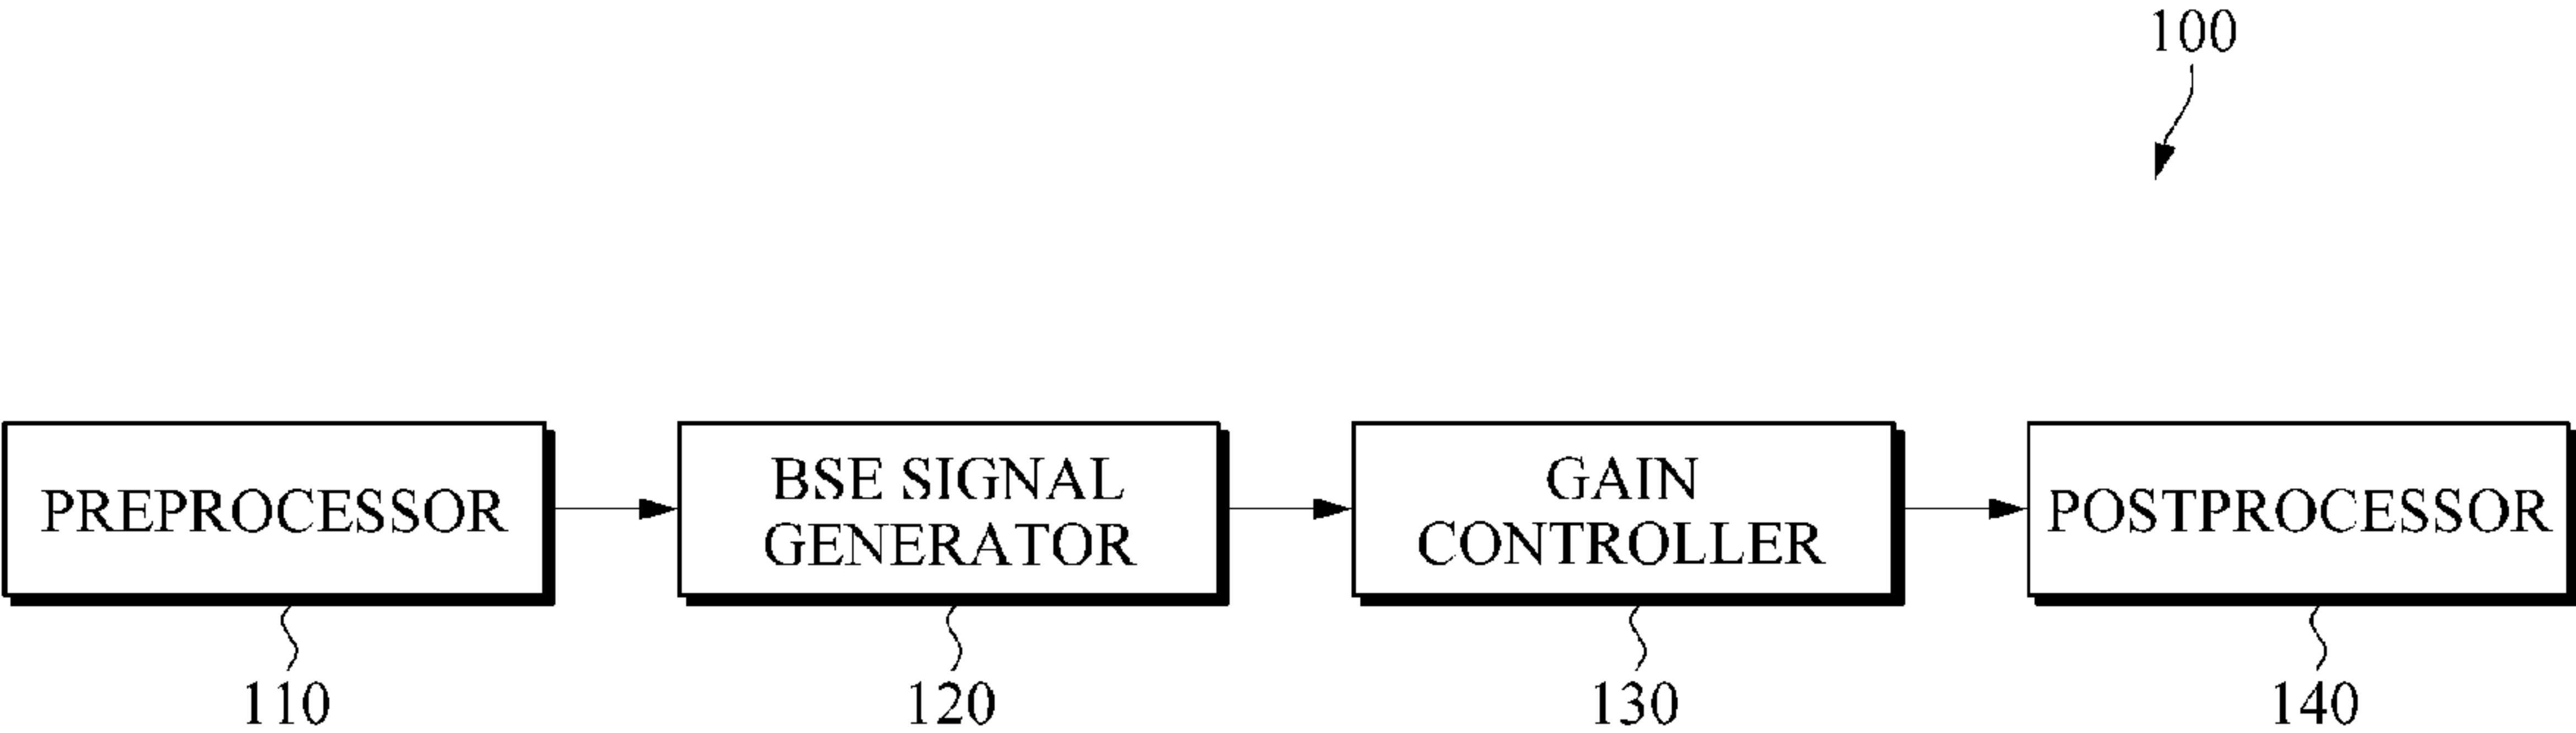 100
PREPROCESSOR
BSE SIGNAL
GENERATOR
GAIN
CONTROLLER
POSTPROCESSOR
110
120
130
140